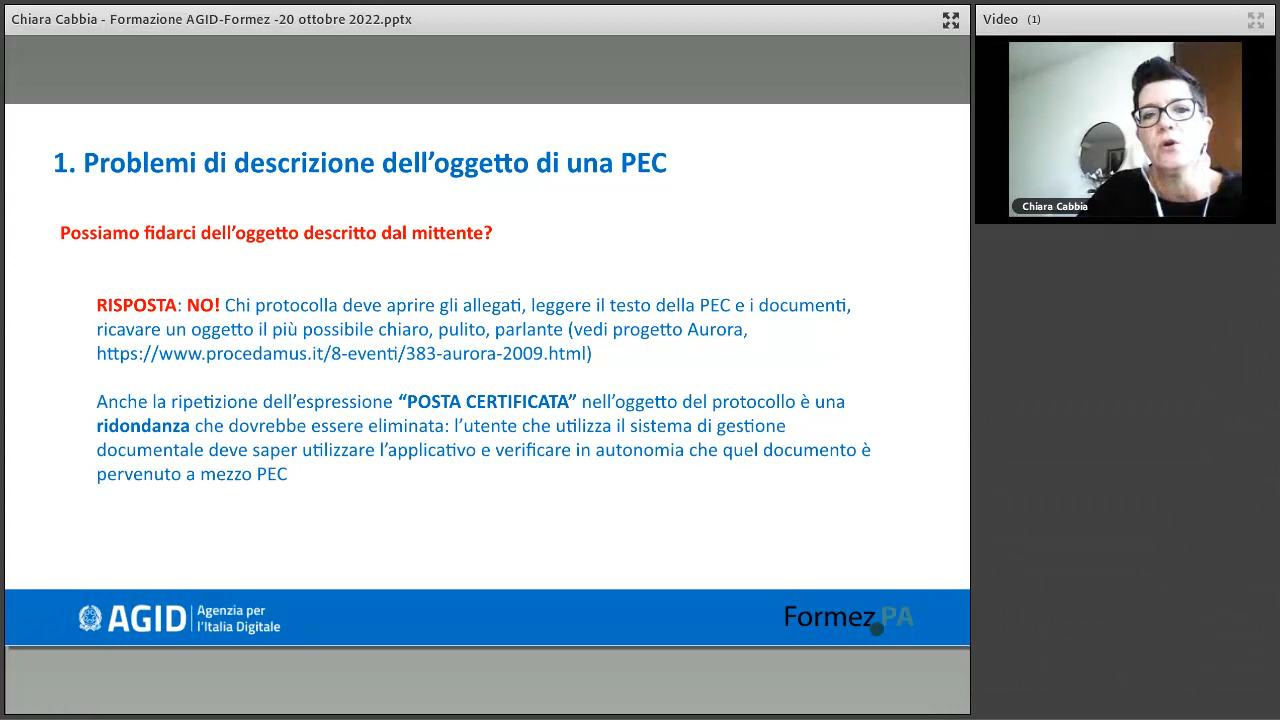 Chiara Cabbia - Formazione AGID-Formez -20 ottobre 2022.pptx
Video (1)
Chiara Cabbia
1. Problemi di descrizione dell'oggetto di una PEC
Possiamo fidarci dell'oggetto descritto dal mittente?
RISPOSTA: NO! Chi protocolla deve aprire gli allegati, leggere il testo della PEC e i documenti,
ricavare un oggetto il più possibile chiaro, pulito, parlante (vedi progetto Aurora,
https://www.procedamus.it/8-eventi/383-aurora-2009.html)
Anche la ripetizione dell'espressione “POSTA CERTIFICATA” nell'oggetto del protocollo è una
ridondanza che dovrebbe essere eliminata: l'utente che utilizza il sistema di gestione
documentale deve saper utilizzare l'applicativo e verificare in autonomia che quel documento è
pervenuto a mezzo PEC
AGID
Agenzia per
l'Italia Digitale
Formez PA